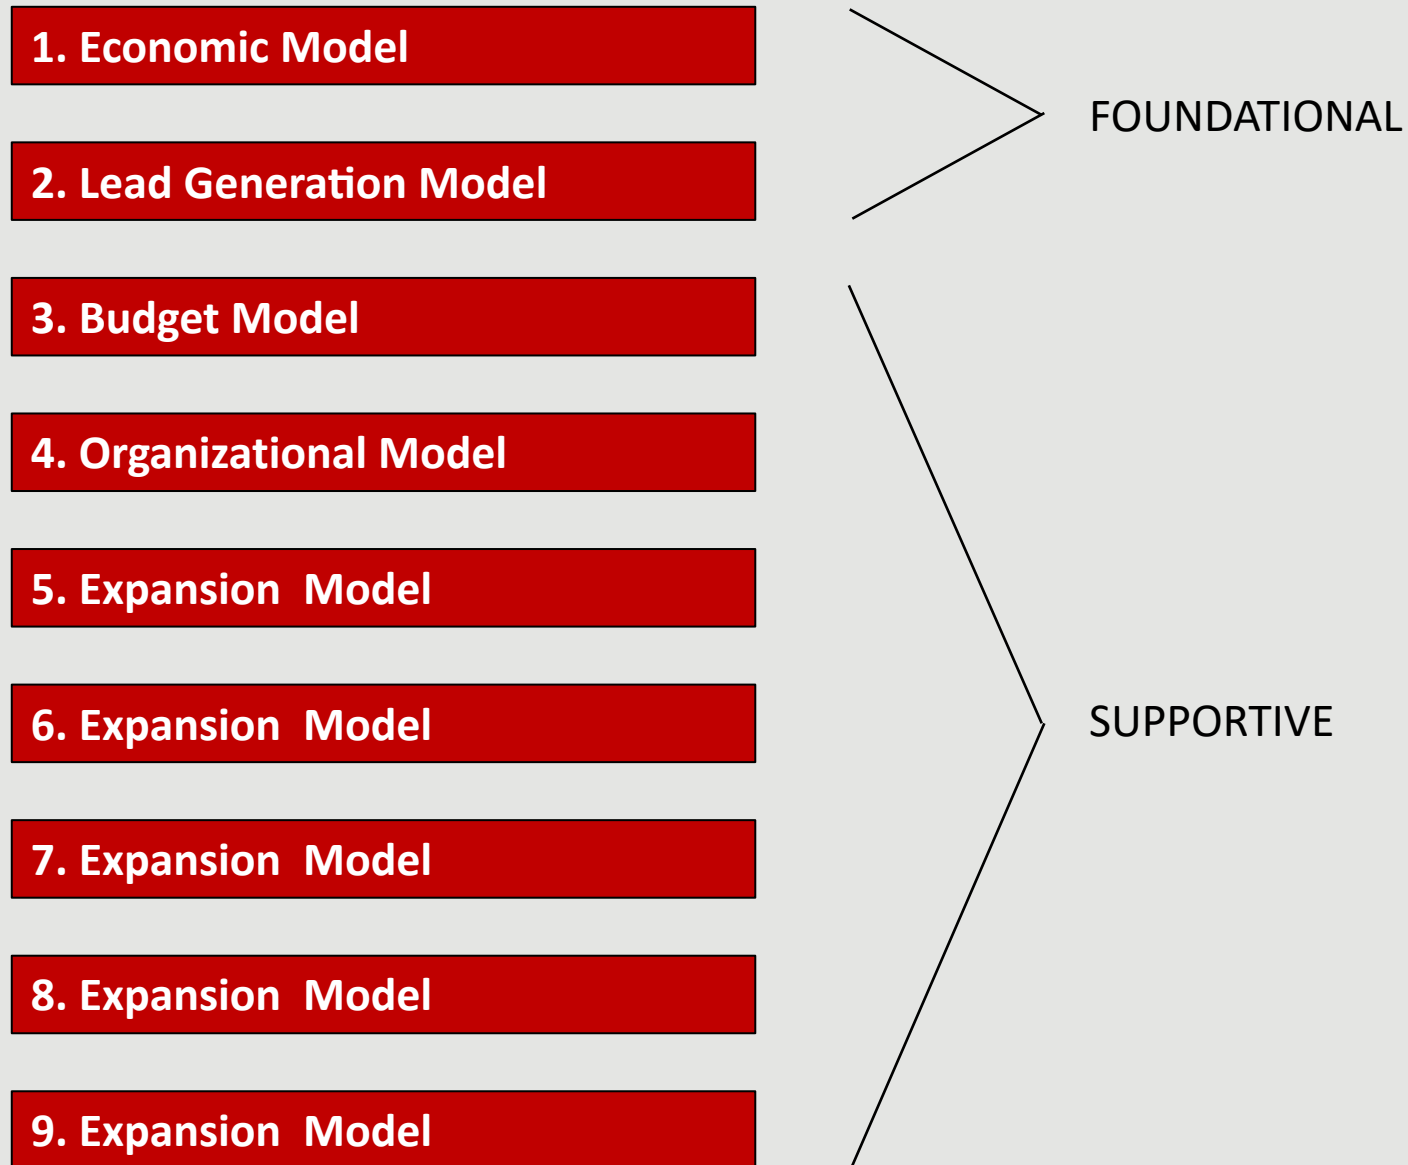 1. Economic Model
FOUNDATIONAL
2. Lead Generation Model
3. Budget Model
4. Organizational Model
5. Expansion  Model
6. Expansion  Model
SUPPORTIVE
7. Expansion  Model
8. Expansion  Model
9. Expansion  Model